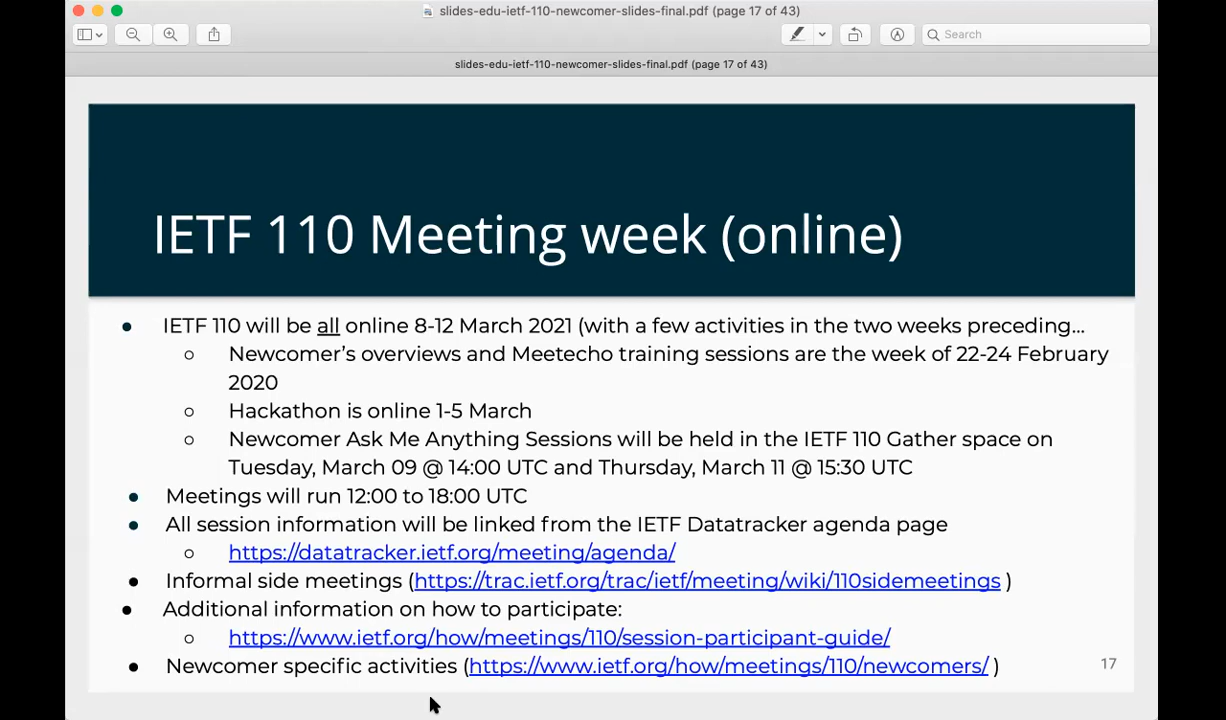 slides-edu-ietf-110-newcomer-slides-final.pdf (page 17 of 43)
Search
slides-edu-ietf-110-newcomer-slides-final.pdf (page 17 of 43)
IETF 110 Meeting week (online)
● IETF 110 will be all online 8-12 March 2021 (with a few activities in the two weeks preceding…
○ Newcomer’s overviews and Meetecho training sessions are the week of 22-24 February
2020
○ Hackathon is online 1-5 March
○ Newcomer Ask Me Anything Sessions will be held in the IETF 110 Gather space on
Tuesday, March 09 @ 14:00 UTC and Thursday, March 11 @ 15:30 UTC
● Meetings will run 12:00 to 18:00 UTC
● All session information will be linked from the IETF Datatracker agenda page
○ https://datatracker.ietf.org/meeting/agenda/
● Informal side meetings (https://trac.ietf.org/trac/ietf/meeting/wiki/110sidemeetings )
● Additional information on how to participate:
○ https://www.ietf.org/how/meetings/110/session-participant-guide/
● Newcomer specific activities (https://www.ietf.org/how/meetings/110/newcomers/ )
17